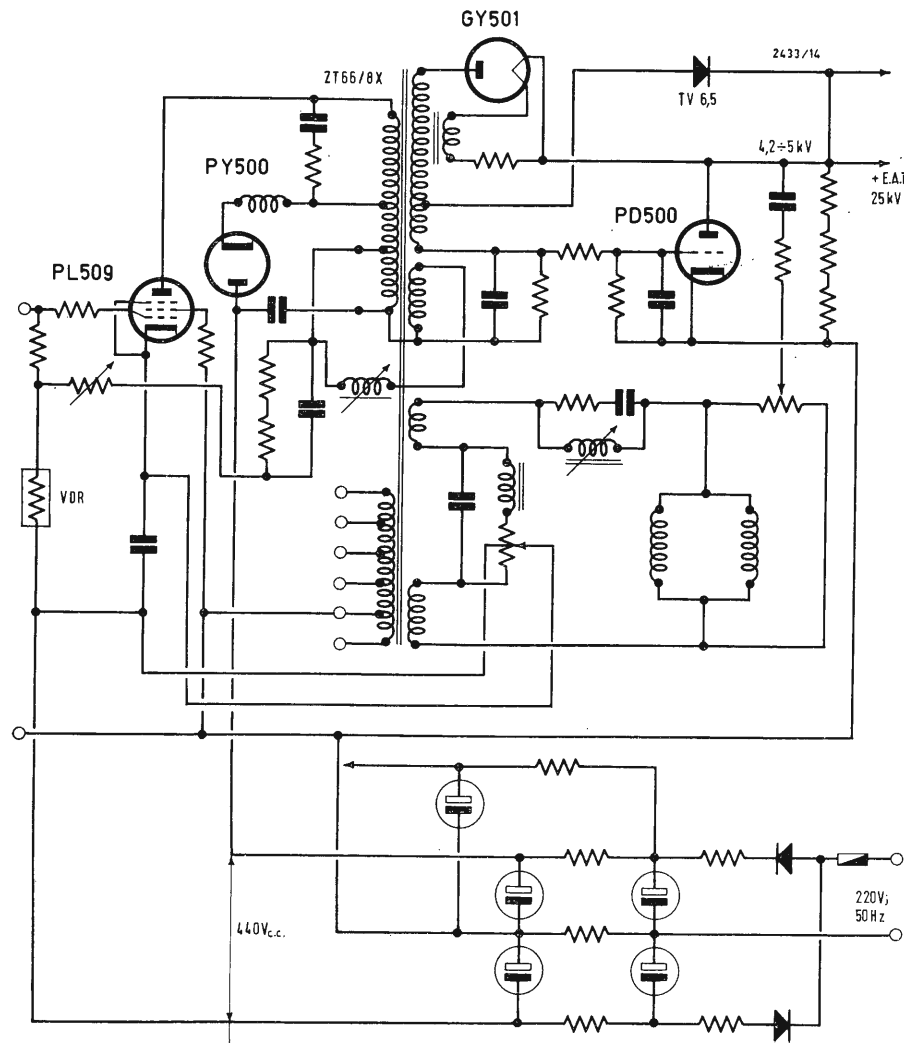 GY501
ZT66/8X
2433/14
TV 6,5
PY500
4,2÷5kV
+ E.A.T.
25kV
PD500
PL509
VDR
440Vc.c.
220V;
50Hz